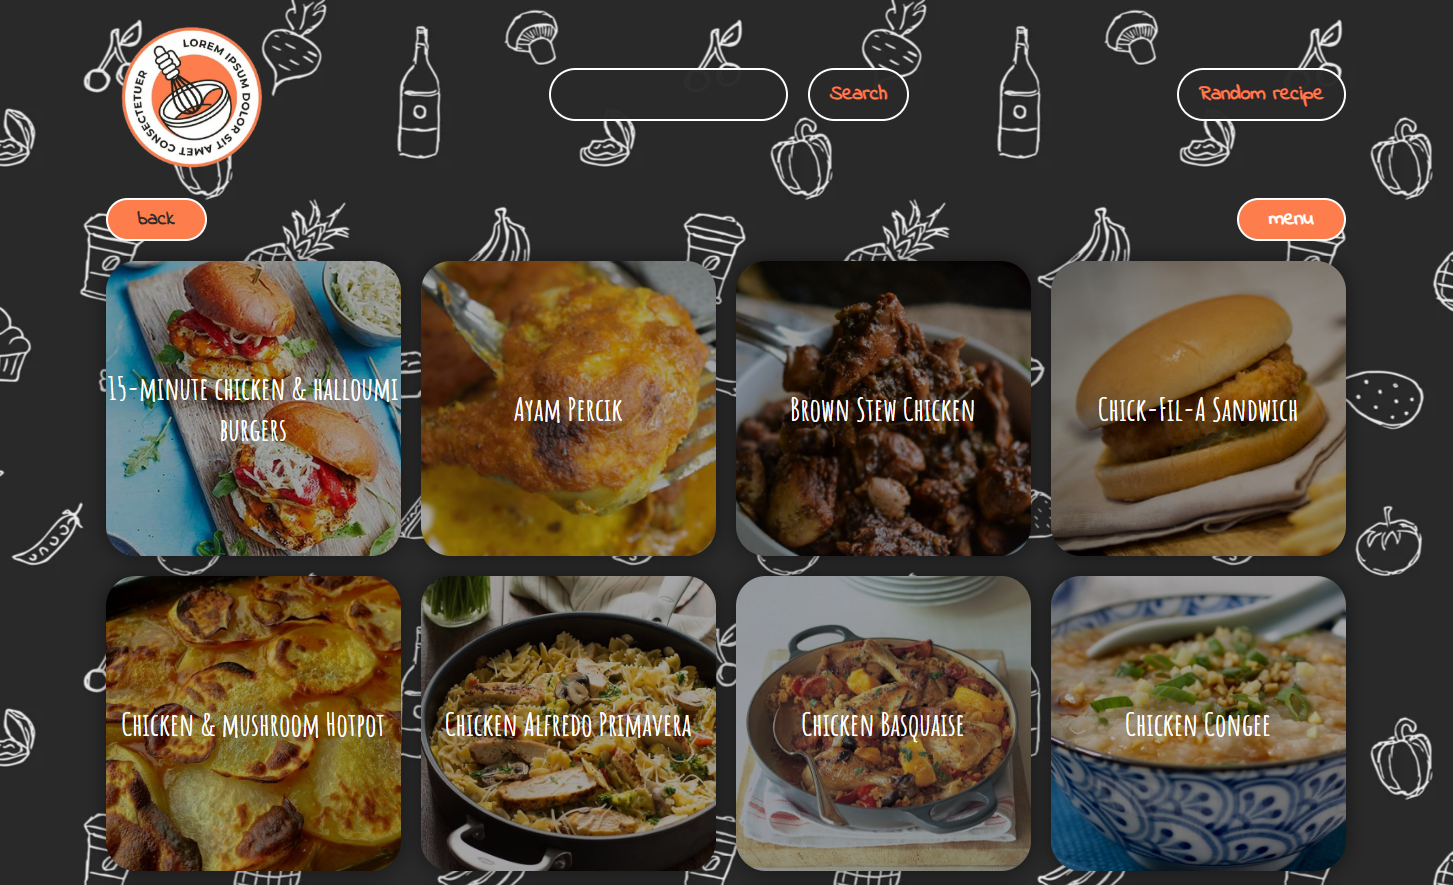 LOREM IPSUM DOLOR SIT AMET CONSECTETUER
Search
Random recipe
back
menu
15-minute chicken & halloumi
burgers
Ayam Percik
Brown Stew Chicken
Chick-Fil-A Sandwich
Chicken & mushroom Hotpot
Chicken Alfredo Primavera
Chicken Basquaise
Chicken Congee